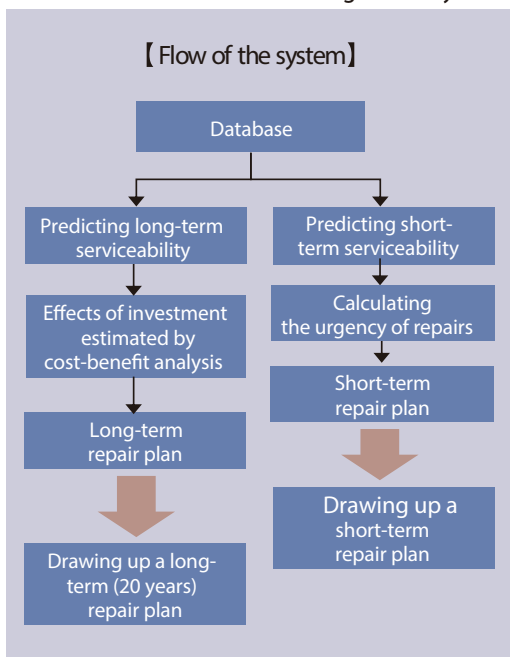 【Flow of the system】
Database
Predicting long-term
serviceability
Effects of investment
estimated by
cost-benefit analysis
Long-term
repair plan
Drawing up a long-
term (20 years)
repair plan
Predicting short-
term serviceability
Calculating
the urgency of repairs
Short-term
repair plan
Drawing up a
short-term
repair plan